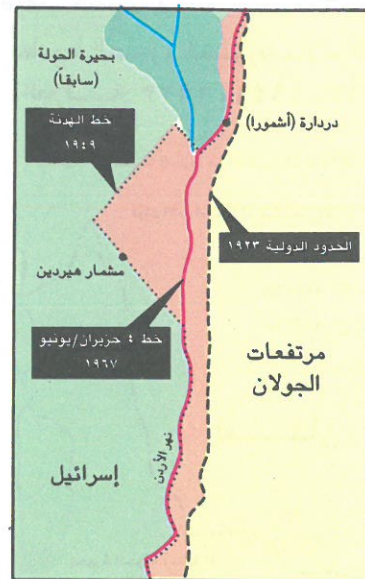 بحيرة الحولة
(سابقاً)
خط الهدنة
١٩٤٩
دردارة (أشمورا)
الحدود الدولية ١٩٢٣
مشمار هيردين
خط ٤ حزيران/يونيو
١٩٦٧
مرتفعات
الجولان
نهر الأردن
إسرائيل